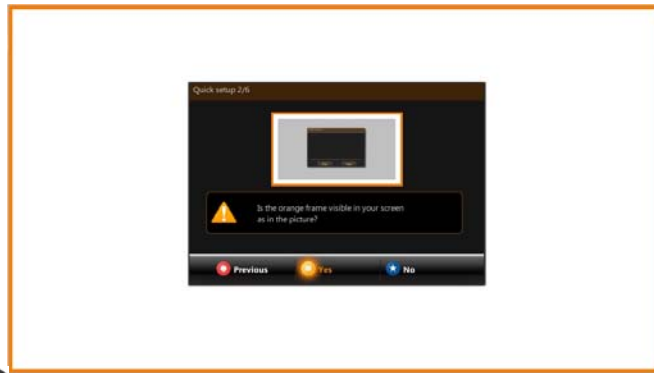 Quick setup 2/6
Is the orange frame visible in your screen
as in the picture?
Previous Yes No